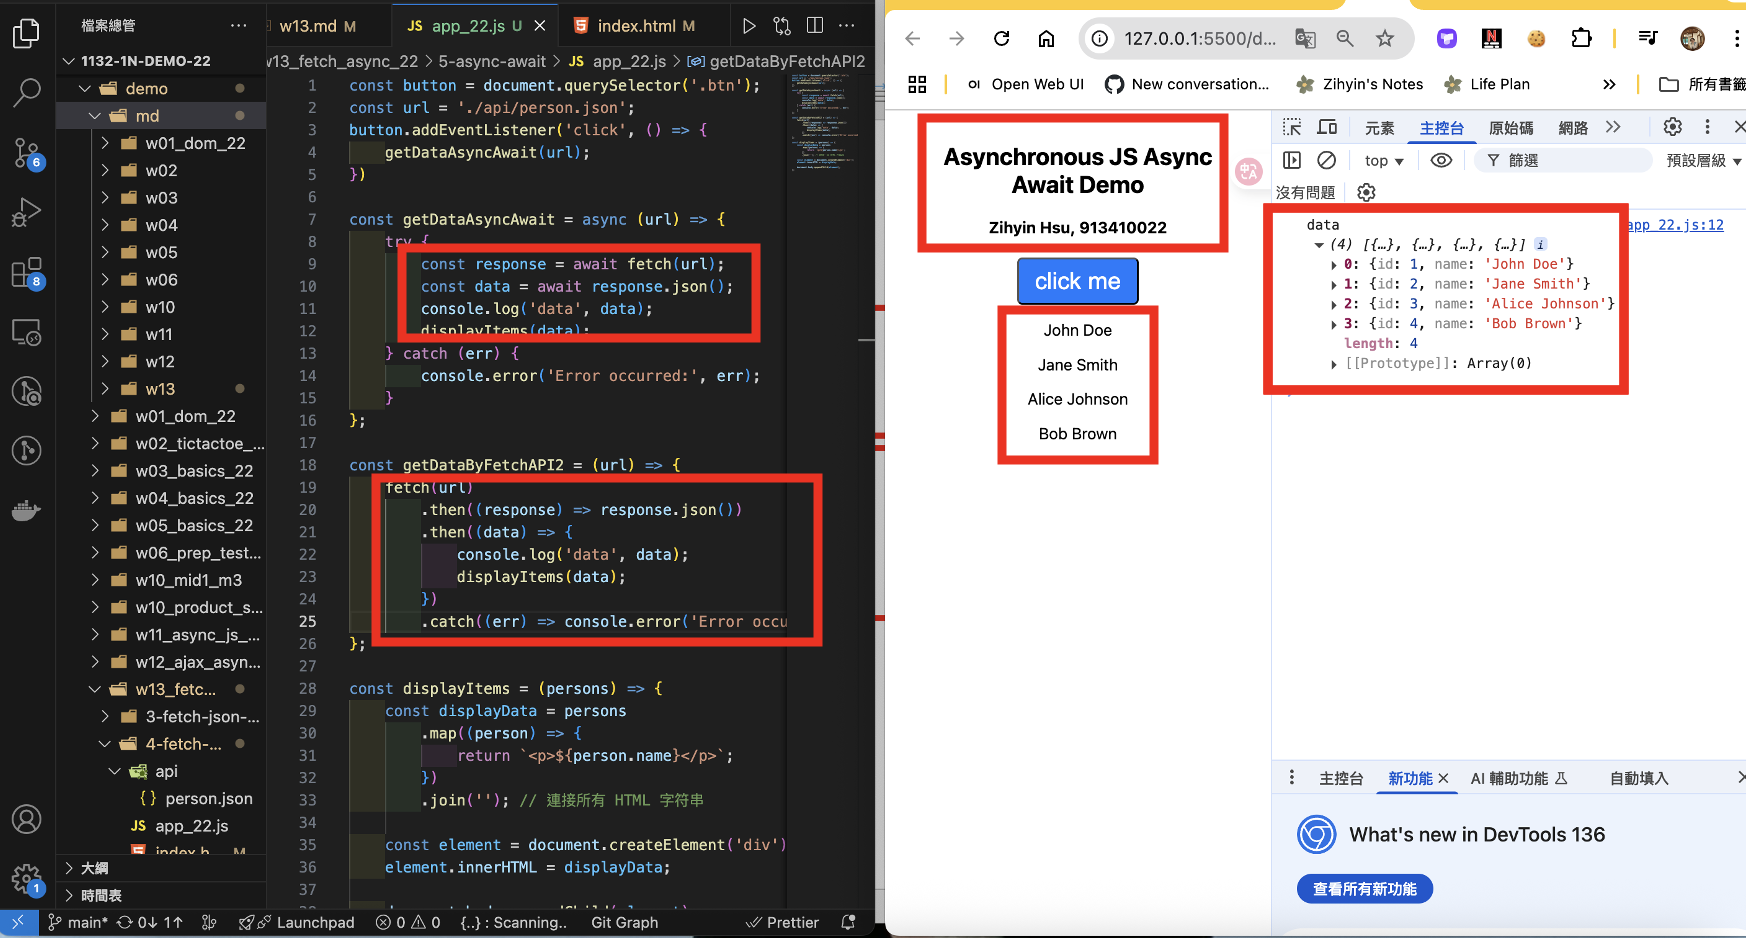 檔案總管
w13.md M
JS app_22.js U
index.html M
1132-1N-DEMO-22
w13_fetch_async_22 > 5-async-await > JS app_22.js > getDataByFetchAPI2
demo
md
w01_dom_22
w02
w03
w04
w05
w06
w10
w11
w12
w13
w01_dom_22
w02_tictactoe_...
w03_basics_22
w04_basics_22
w05_basics_22
w06_prep_test...
w10_mid1_m3
w10_product_s...
w11_async_js_...
w12_ajax_asyn...
w13_fetc...
3-fetch-json-...
4-fetch-...
api
{ } person.json
JS app_22.js
大綱
時間表
6
8
1
1 const button = document.querySelector('.btn');
2 const url = './api/person.json';
3 button.addEventListener('click', () => {
4 getDataAsyncAwait(url);
5 })
6
7 const getDataAsyncAwait = async (url) => {
8 try {
9 const response = await fetch(url);
10 const data = await response.json();
11 console.log('data', data);
12 displayItems(data);
13 } catch (err) {
14 console.error('Error occurred:', err);
15 }
16 };
17
18 const getDataByFetchAPI2 = (url) => {
19 fetch(url)
20 .then((response) => response.json())
21 .then((data) => {
22 console.log('data', data);
23 displayItems(data);
24 })
25 .catch((err) => console.error('Error occu
26 };
27
28 const displayItems = (persons) => {
29 const displayData = persons
30 .map((person) => {
31 return `<p>${person.name}</p>`;
32 })
33 .join(''); // 連接所有 HTML 字符串
34
35 const element = document.createElement('div')
36 element.innerHTML = displayData;
37
main* 0↓ 1↑ Launchpad 0 0 {..} : Scanning.. Git Graph Prettier
127.0.0.1:5500/d...
Open Web UI New conversation... Zihyin's Notes Life Plan » 所有書籤
Asynchronous JS Async
Await Demo
Zihyin Hsu, 913410022
click me
John Doe
Jane Smith
Alice Johnson
Bob Brown
元素 主控台 原始碼 網路 »
top 篩選 預設層級
沒有問題
data app_22.js:12
(4) [{…}, {…}, {…}, {…}] i
0: {id: 1, name: 'John Doe'}
1: {id: 2, name: 'Jane Smith'}
2: {id: 3, name: 'Alice Johnson'}
3: {id: 4, name: 'Bob Brown'}
length: 4
[[Prototype]]: Array(0)
主控台 新功能 AI 輔助功能 自動填入
What's new in DevTools 136
查看所有新功能